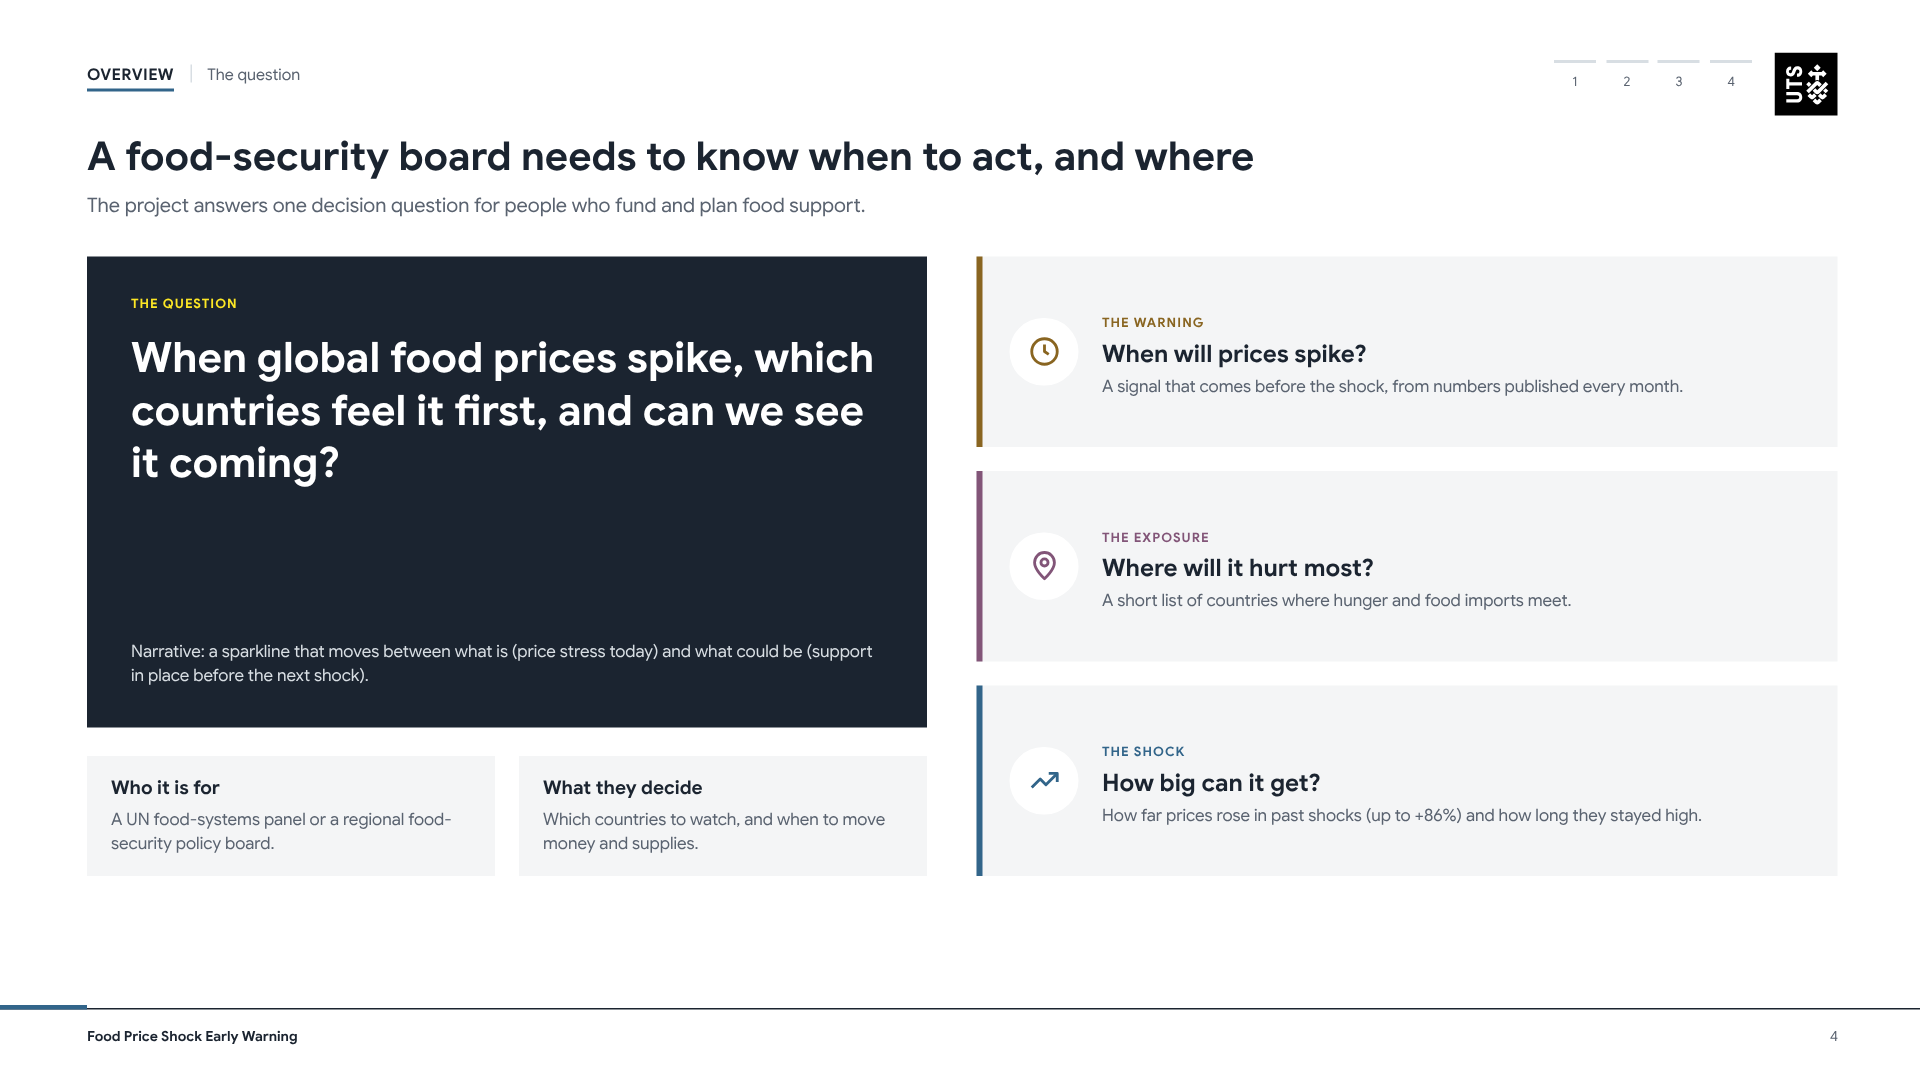 OVERVIEW
The question
1
2
3
4
UTS
A food-security board needs to know when to act, and where
The project answers one decision question for people who fund and plan food support.
THE QUESTION
When global food prices spike, which
countries feel it first, and can we see
it coming?
Narrative: a sparkline that moves between what is (price stress today) and what could be (support
in place before the next shock).
Who it is for
A UN food-systems panel or a regional food-
security policy board.
What they decide
Which countries to watch, and when to move
money and supplies.
THE WARNING
When will prices spike?
A signal that comes before the shock, from numbers published every month.
THE EXPOSURE
Where will it hurt most?
A short list of countries where hunger and food imports meet.
THE SHOCK
How big can it get?
How far prices rose in past shocks (up to +86%) and how long they stayed high.
Food Price Shock Early Warning
4